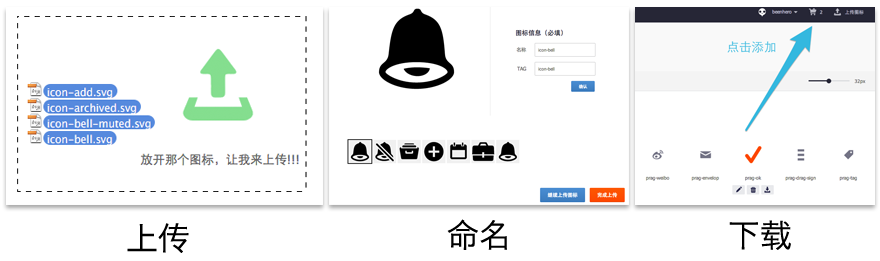 icon-add.svg
icon-archived.svg
icon-bell-muted.svg
icon-bell.svg
放开那个图标，让我来上传!!!
上传
图标信息（必填）
名称 icon-bell
TAG icon-bell
确认
继续上传图标 完成上传
命名
bearohero 2 上传图标
点击添加
32px
prag-weibo prag-envelop prag-ok prag-drag-sign prag-tag
下载